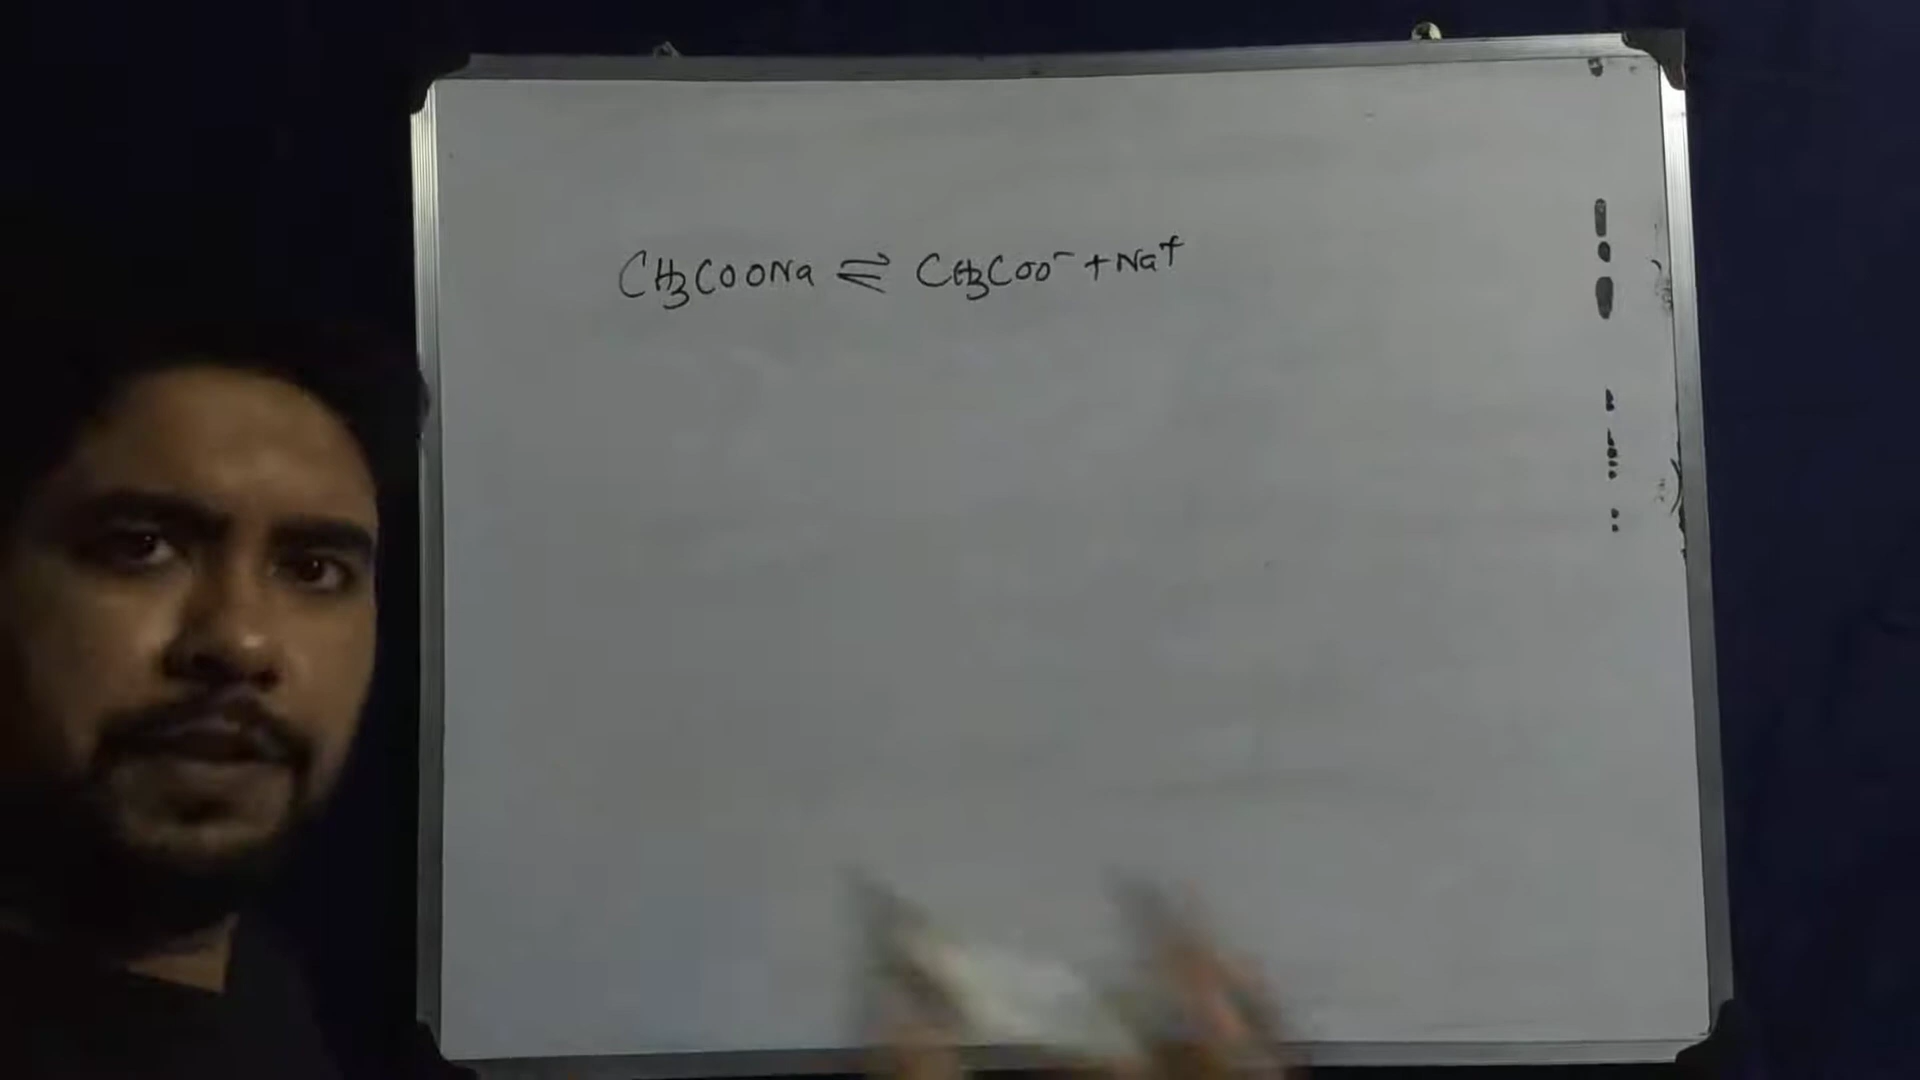 CH3COONa ⇌ CH3COO⁻ + Na⁺